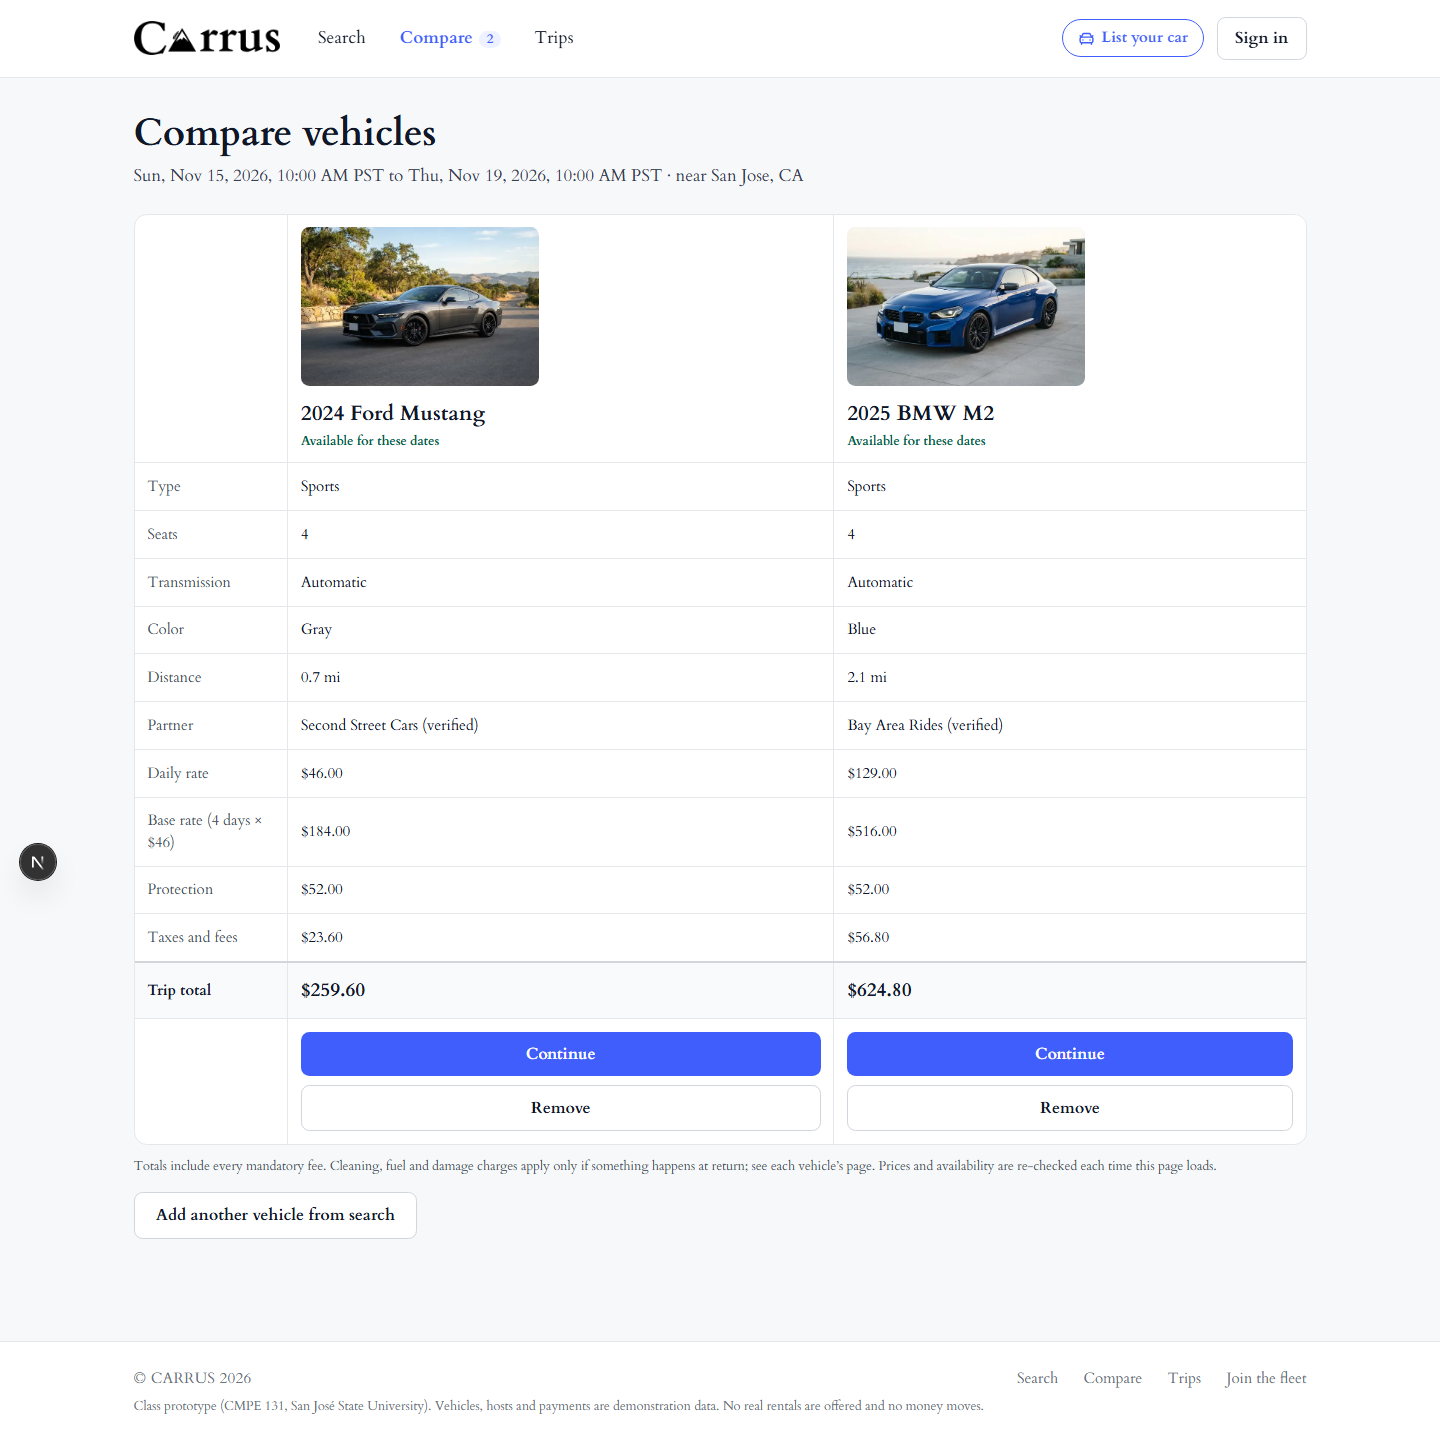 Carrus Search Compare 2 Trips List your car Sign in
Compare vehicles
Sun, Nov 15, 2026, 10:00 AM PST to Thu, Nov 19, 2026, 10:00 AM PST · near San Jose, CA
2024 Ford Mustang 2025 BMW M2
Available for these dates Available for these dates
Type Sports Sports
Seats 4 4
Transmission Automatic Automatic
Color Gray Blue
Distance 0.7 mi 2.1 mi
Partner Second Street Cars (verified) Bay Area Rides (verified)
Daily rate $46.00 $129.00
Base rate (4 days ×
$46) $184.00 $516.00
Protection $52.00 $52.00
Taxes and fees $23.60 $56.80
Trip total $259.60 $624.80
Continue Continue
Remove Remove
Totals include every mandatory fee. Cleaning, fuel and damage charges apply only if something happens at return; see each vehicle's page. Prices and availability are re-checked each time this page loads.
Add another vehicle from search
N
© CARRUS 2026 Search Compare Trips Join the fleet
Class prototype (CMPE 131, San José State University). Vehicles, hosts and payments are demonstration data. No real rentals are offered and no money moves.